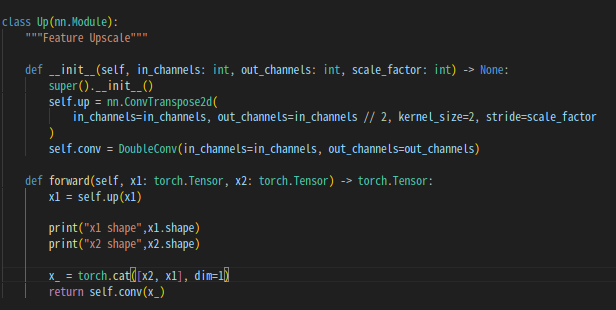 class Up(nn.Module):
    """Feature Upscale"""

    def __init__(self, in_channels: int, out_channels: int, scale_factor: int) -> None:
        super().__init__()
        self.up = nn.ConvTranspose2d(
            in_channels=in_channels, out_channels=in_channels // 2, kernel_size=2, stride=scale_factor
        )
        self.conv = DoubleConv(in_channels=in_channels, out_channels=out_channels)

    def forward(self, x1: torch.Tensor, x2: torch.Tensor) -> torch.Tensor:
        x1 = self.up(x1)

        print("x1 shape",x1.shape)
        print("x2 shape",x2.shape)

        x_ = torch.cat([x2, x1], dim=1)
        return self.conv(x_)